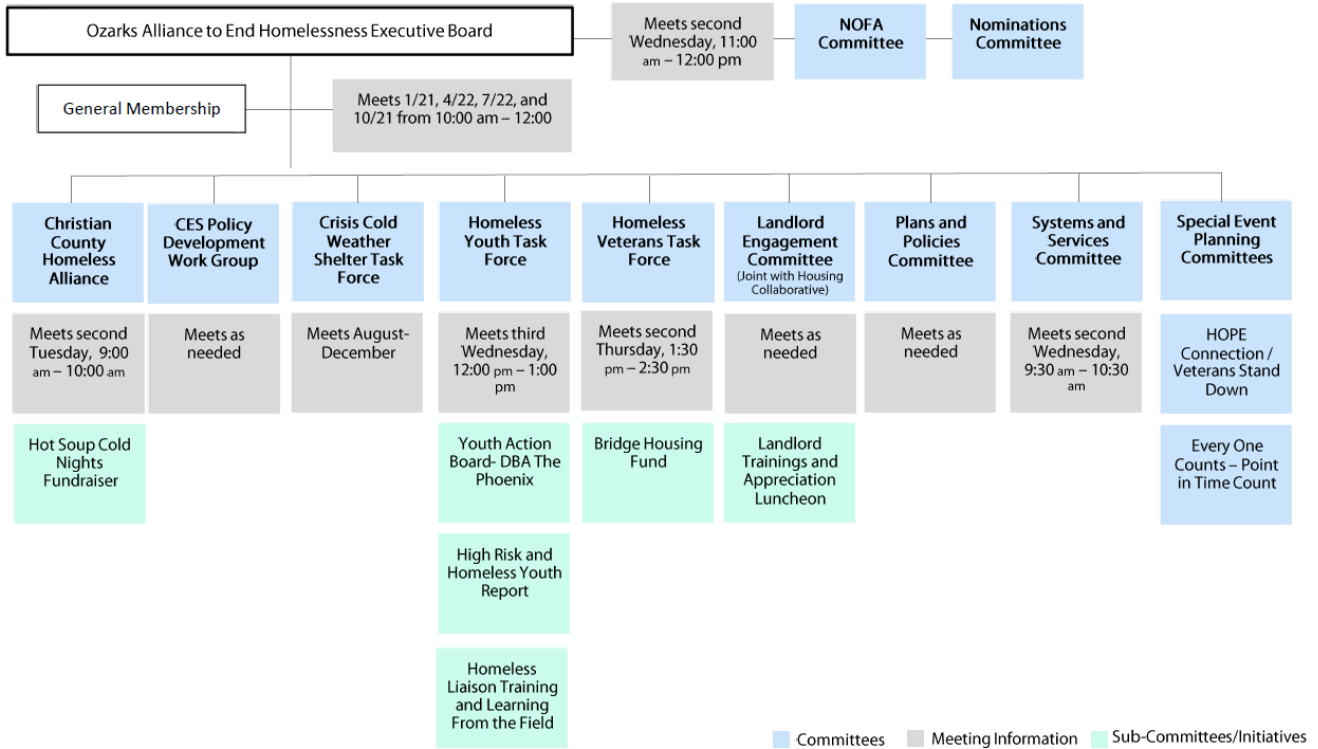 Ozarks Alliance to End Homelessness Executive Board
Meets second
Wednesday, 11:00
am – 12:00 pm
NOFA
Committee
Nominations
Committee
General Membership
Meets 1/21, 4/22, 7/22, and
10/21 from 10:00 am – 12:00
Christian
County
Homeless
Alliance
CES Policy
Development
Work Group
Crisis Cold
Weather
Shelter Task
Force
Homeless
Youth Task
Force
Homeless
Veterans Task
Force
Landlord
Engagement
Committee
(Joint with Housing
Collaborative)
Plans and
Policies
Committee
Systems and
Services
Committee
Special Event
Planning
Committees
Meets second
Tuesday, 9:00
am – 10:00 am
Meets as
needed
Meets August-
December
Meets third
Wednesday,
12:00 pm – 1:00
pm
Meets second
Thursday, 1:30
pm – 2:30 pm
Meets as
needed
Meets as
needed
Meets second
Wednesday,
9:30 am – 10:30
am
HOPE
Connection /
Veterans Stand
Down
Hot Soup Cold
Nights
Fundraiser
Youth Action
Board- DBA The
Phoenix
Bridge Housing
Fund
Landlord
Trainings and
Appreciation
Luncheon
Every One
Counts – Point
in Time Count
High Risk and
Homeless Youth
Report
Homeless
Liaison Training
and Learning
From the Field
Committees
Meeting Information
Sub-Committees/Initiatives